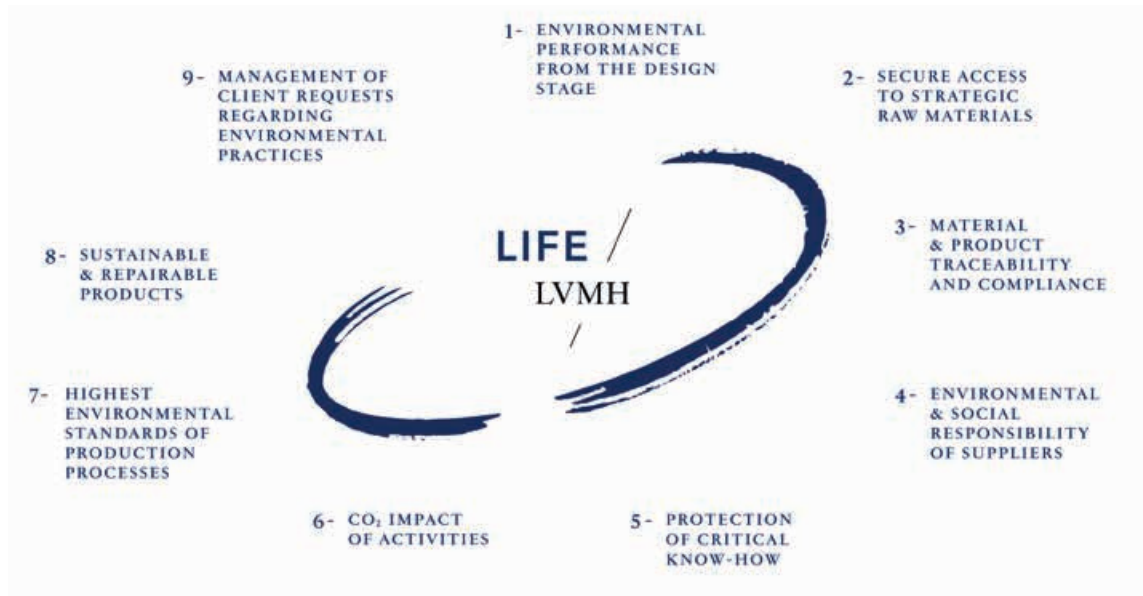 1- ENVIRONMENTAL
PERFORMANCE
FROM THE DESIGN
STAGE
2- SECURE ACCESS
TO STRATEGIC
RAW MATERIALS
3- MATERIAL
& PRODUCT
TRACEABILITY
AND COMPLIANCE
4- ENVIRONMENTAL
& SOCIAL
RESPONSIBILITY
OF SUPPLIERS
5- PROTECTION
OF CRITICAL
KNOW-HOW
6- CO₂ IMPACT
OF ACTIVITIES
7- HIGHEST
ENVIRONMENTAL
STANDARDS OF
PRODUCTION
PROCESSES
8- SUSTAINABLE
& REPAIRABLE
PRODUCTS
9- MANAGEMENT OF
CLIENT REQUESTS
REGARDING
ENVIRONMENTAL
PRACTICES
LIFE /
LVMH
/